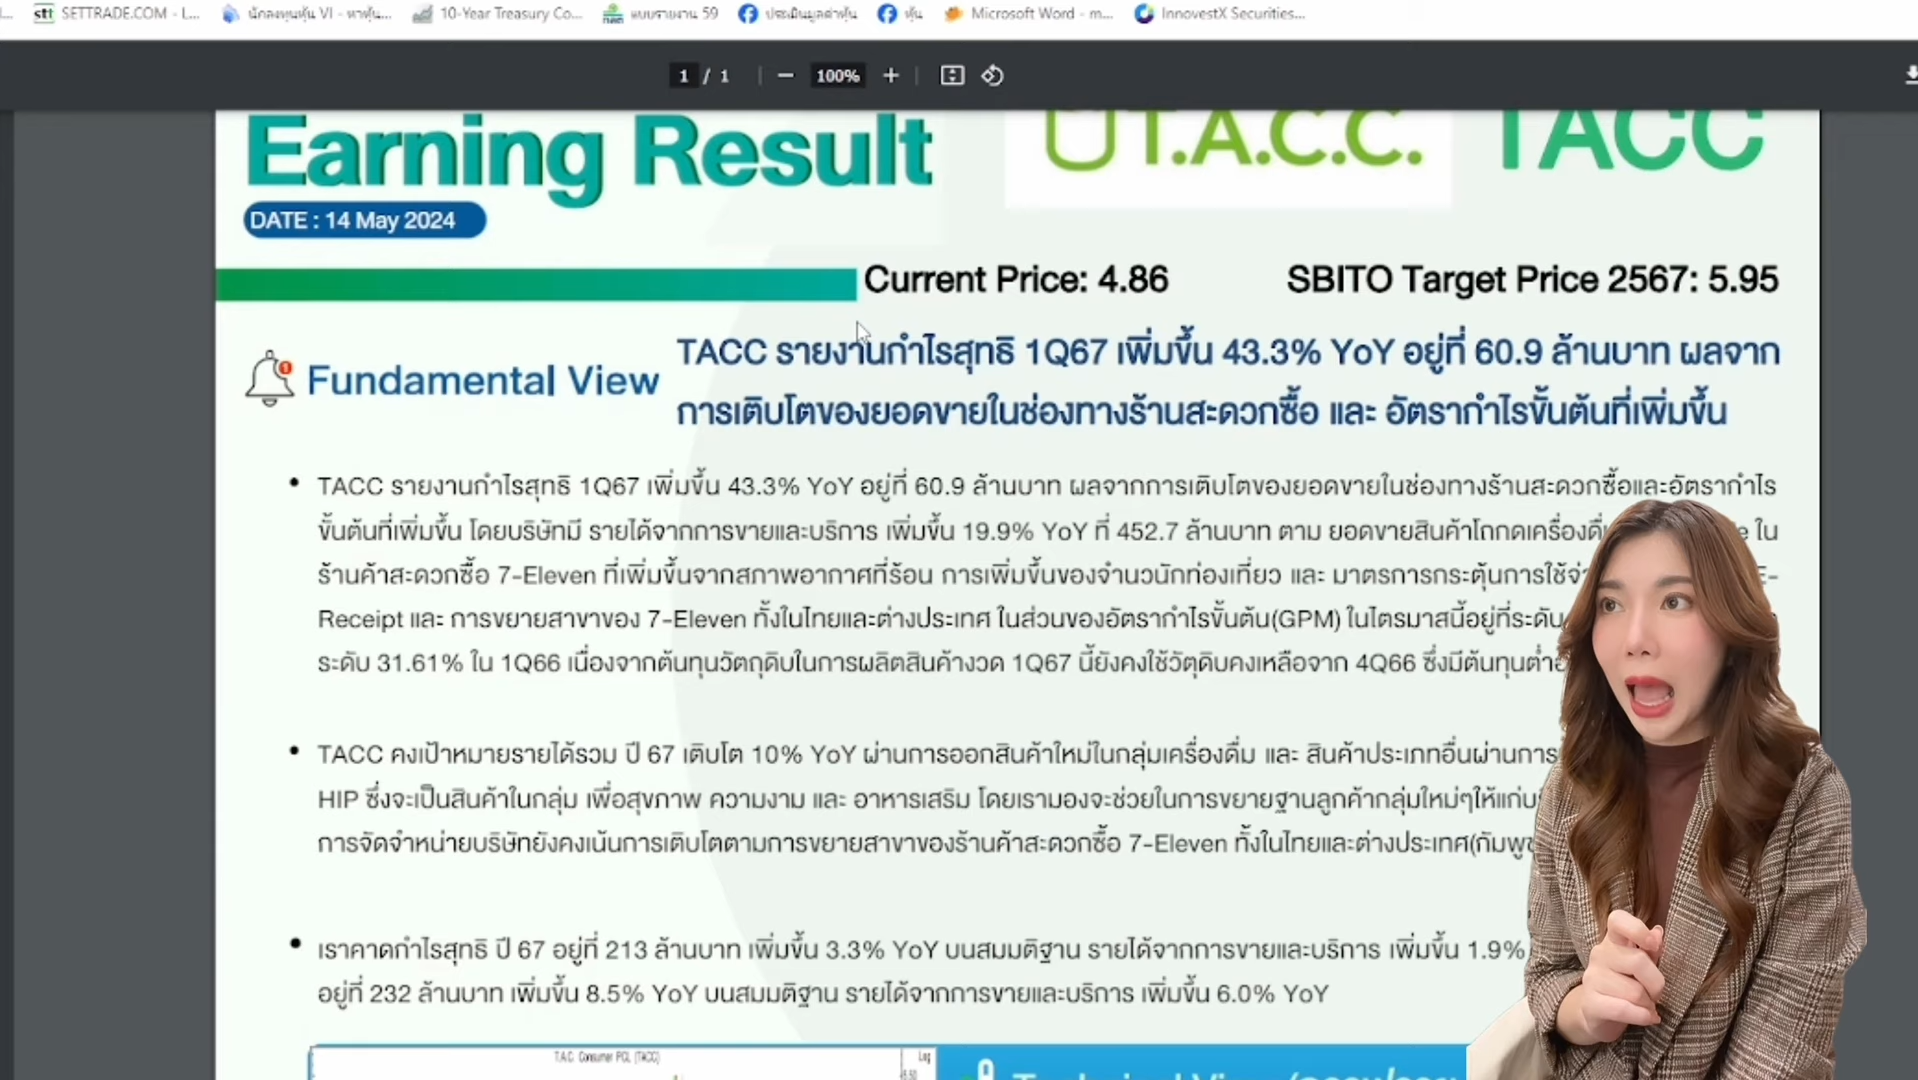 SETTRADE.COM - L...
นักลงทุนหุ้น VI - หาหุ้น...
10-Year Treasury Co...
แบบรายงาน 59
ประเมินมูลค่าหุ้น
หุ้น
Microsoft Word - m...
InnovestX Securities...
1 / 1
100%
Earning Result
T.A.C.C. TACC
DATE : 14 May 2024
Current Price: 4.86 SBITO Target Price 2567: 5.95
Fundamental View
TACC รายงานกำไรสุทธิ 1Q67 เพิ่มขึ้น 43.3% YoY อยู่ที่ 60.9 ล้านบาท ผลจาก
การเติบโตของยอดขายในช่องทางร้านสะดวกซื้อ และ อัตรากำไรขั้นต้นที่เพิ่มขึ้น
• TACC รายงานกำไรสุทธิ 1Q67 เพิ่มขึ้น 43.3% YoY อยู่ที่ 60.9 ล้านบาท ผลจากการเติบโตของยอดขายในช่องทางร้านสะดวกซื้อและอัตรากำไร
ขั้นต้นที่เพิ่มขึ้น โดยบริษัทมี รายได้จากการขายและบริการ เพิ่มขึ้น 19.9% YoY ที่ 452.7 ล้านบาท ตาม ยอดขายสินค้าโถกดเครื่องดื่ ใน
ร้านค้าสะดวกซื้อ 7-Eleven ที่เพิ่มขึ้นจากสภาพอากาศที่ร้อน การเพิ่มขึ้นของจำนวนักท่องเที่ยว และ มาตรการกระตุ้นการใช้จ่ E-
Receipt และ การขยายสาขาของ 7-Eleven ทั้งในไทยและต่างประเทศ ในส่วนของอัตรากำไรขั้นต้น(GPM) ในไตรมาสนี้อยู่ที่ระดับ
ระดับ 31.61% ใน 1Q66 เนื่องจากต้นทุนวัตถุดิบในการผลิตสินค้างวด 1Q67 นี้ยังคงใช้วัตุดิบคงเหลือจาก 4Q66 ซึ่งมีต้นทุนต่ำ
• TACC คงเป้าหมายรายได้รวม ปี 67 เติบโต 10% YoY ผ่านการออกสินค้าใหม่ในกลุ่มเครื่องดื่ม และ สินค้าประเภทอื่นผ่านการ
HIP ซึ่งจะเป็นสินค้าในกลุ่ม เพื่อสุขภาพ ความงาม และ อาหารเสริม โดยเรามองจะช่วยในการขยายฐานลูกค้ากลุ่มใหม่ๆให้แก่บ
การจัดจำหน่ายบริษัทยังคงเน้นการเติบโตตามการขยายสาขาของร้านค้าสะดวกซื้อ 7-Eleven ทั้งในไทยและต่างประเทศ(กัมพูช
• เราคาดกำไรสุทธิ ปี 67 อยู่ที่ 213 ล้านบาท เพิ่มขึ้น 3.3% YoY บนสมมติฐาน รายได้จากการขายและบริการ เพิ่มขึ้น 1.9%
อยู่ที่ 232 ล้านบาท เพิ่มขึ้น 8.5% YoY บนสมมติฐาน รายได้จากการขายและบริการ เพิ่มขึ้น 6.0% YoY
T.A.C. Consumer PCL (TACC)
Log